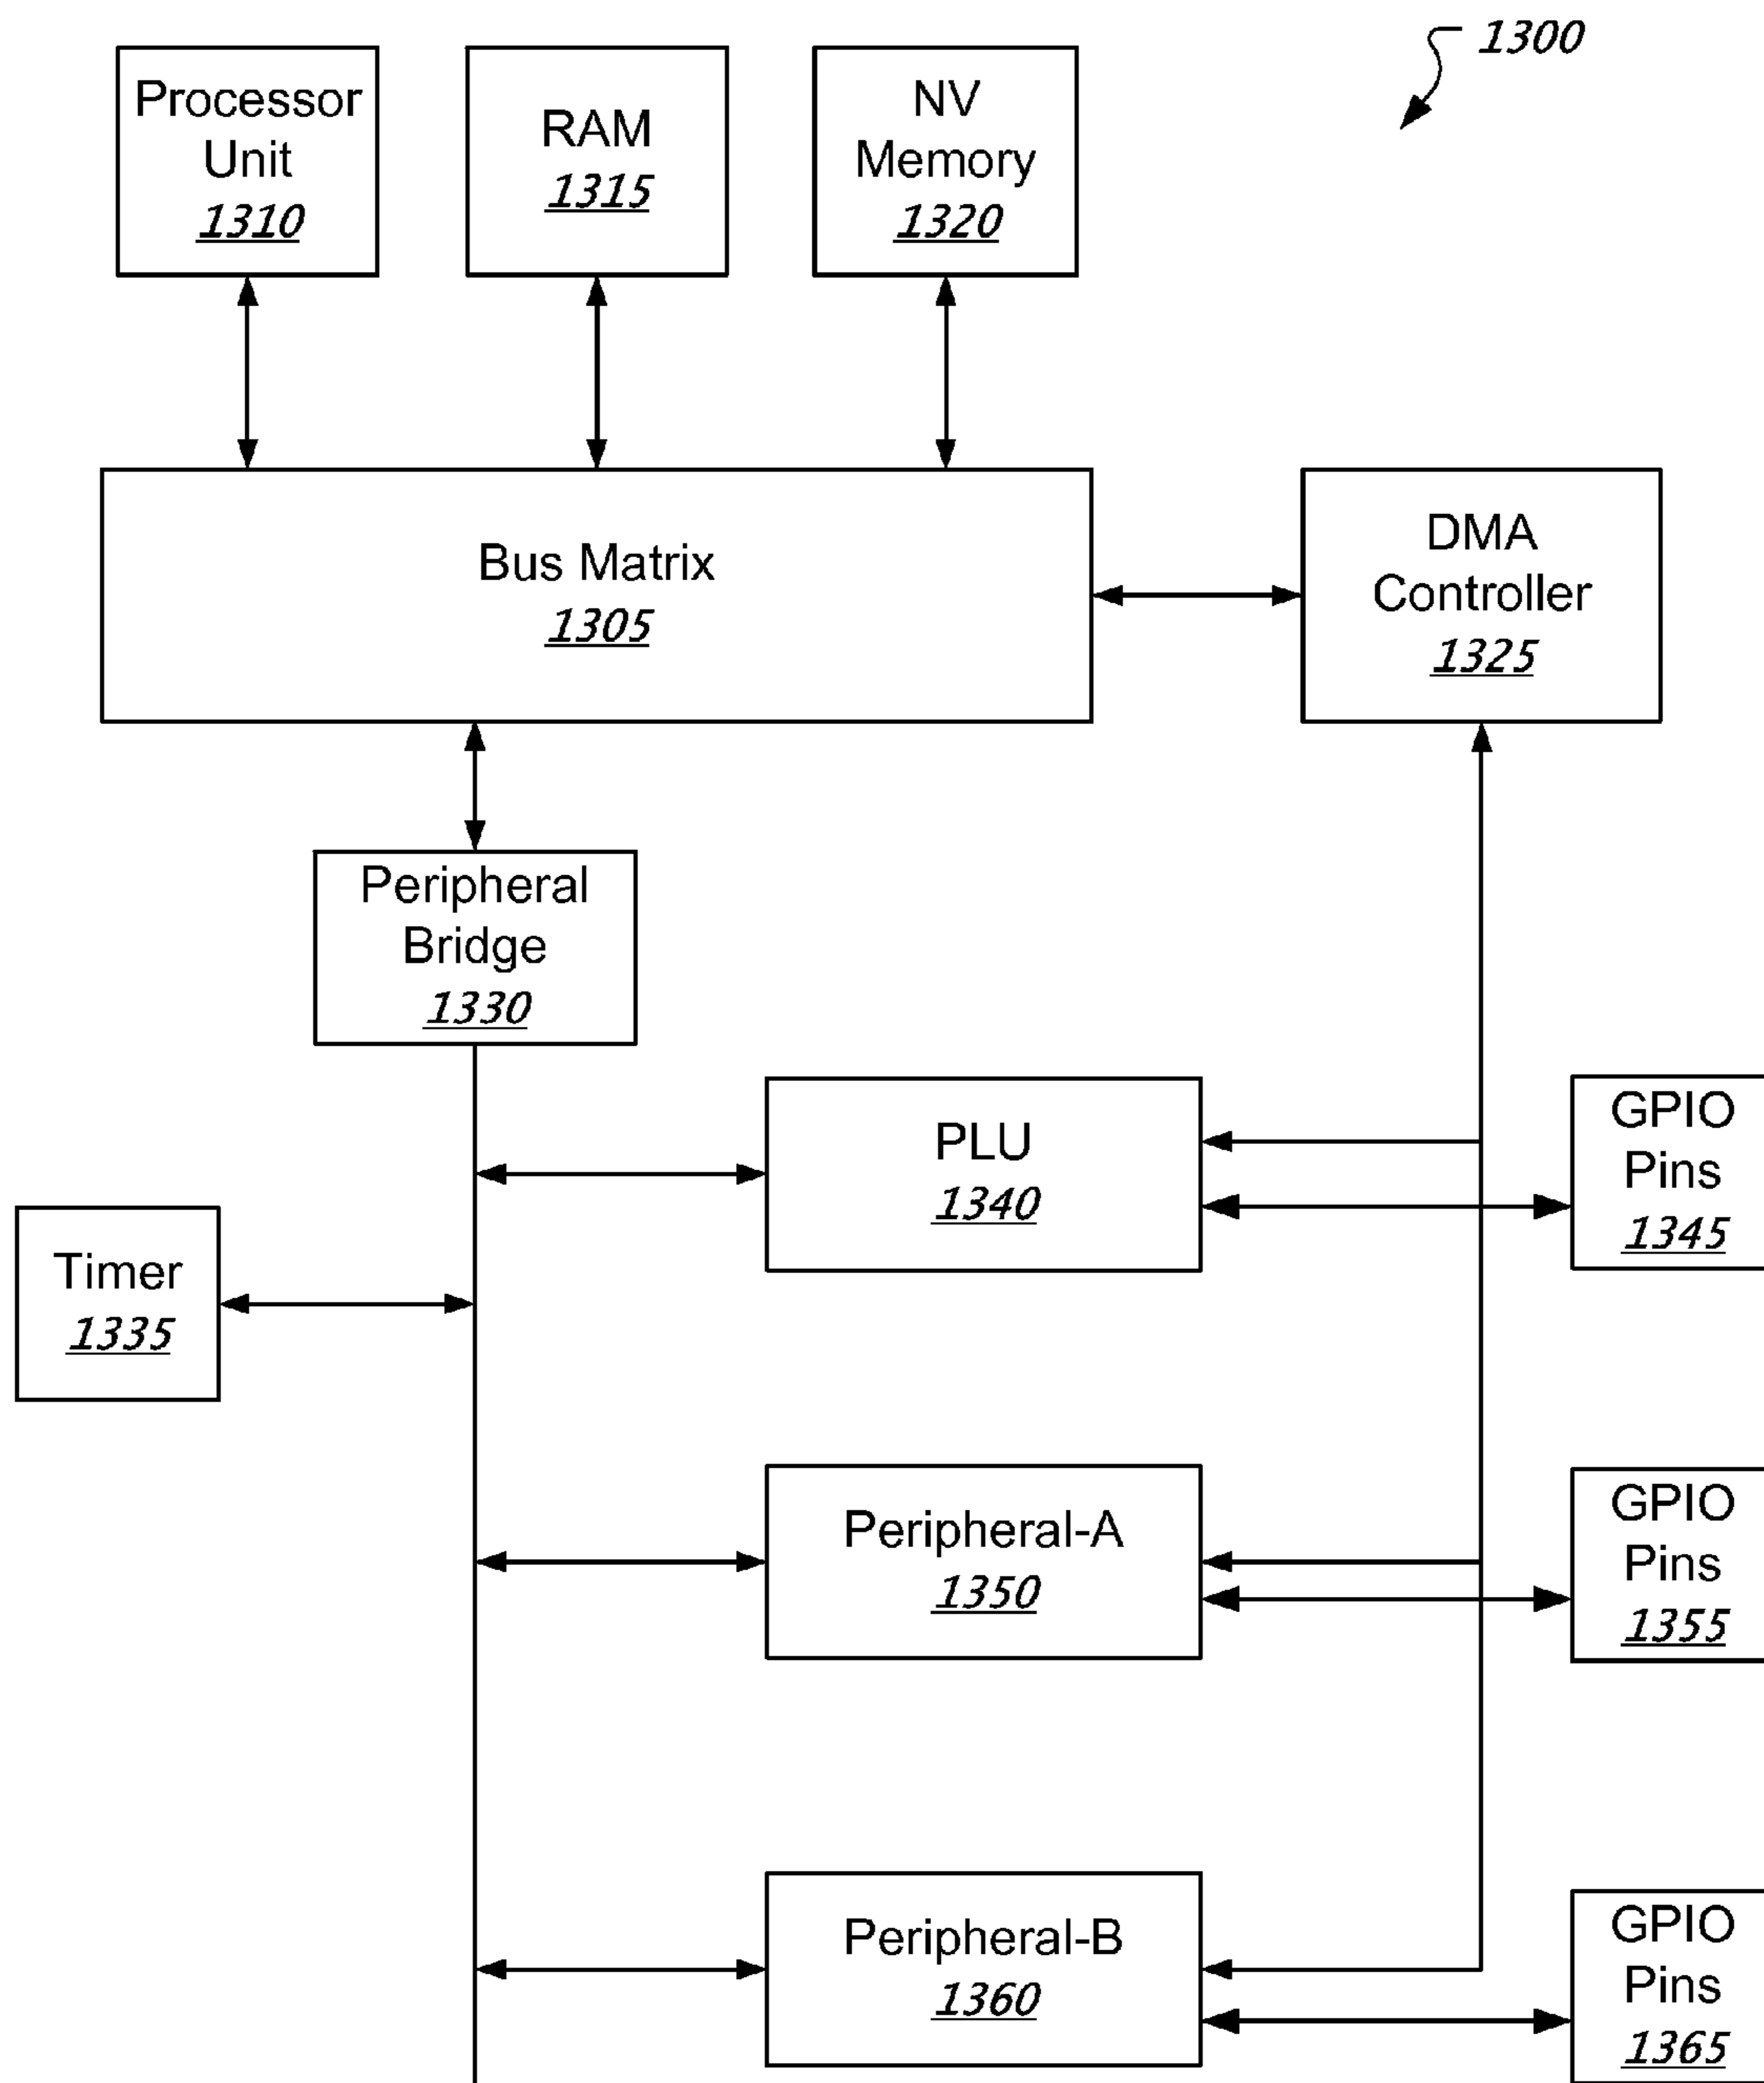 1300
Processor
Unit
1310
RAM
1315
NV
Memory
1320
Bus Matrix
1305
DMA
Controller
1325
Peripheral
Bridge
1330
PLU
1340
GPIO
Pins
1345
Timer
1335
Peripheral-A
1350
GPIO
Pins
1355
Peripheral-B
1360
GPIO
Pins
1365